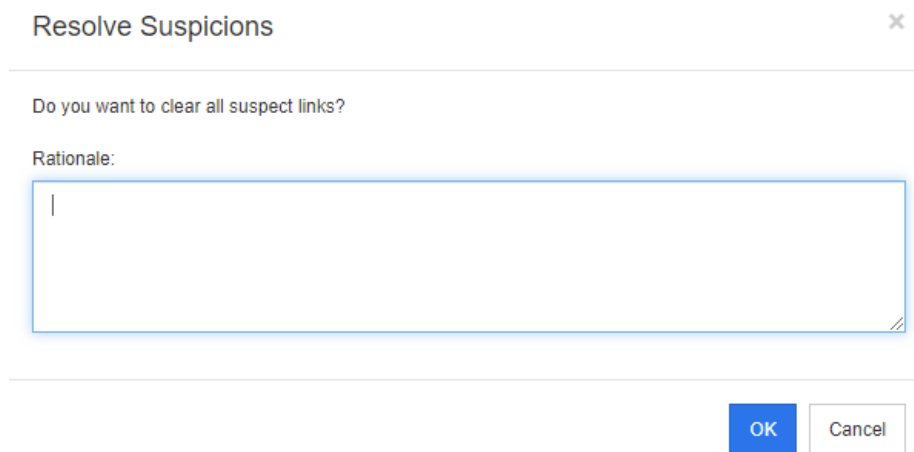 Resolve Suspicions
×
Do you want to clear all suspect links?
Rationale:
OK Cancel